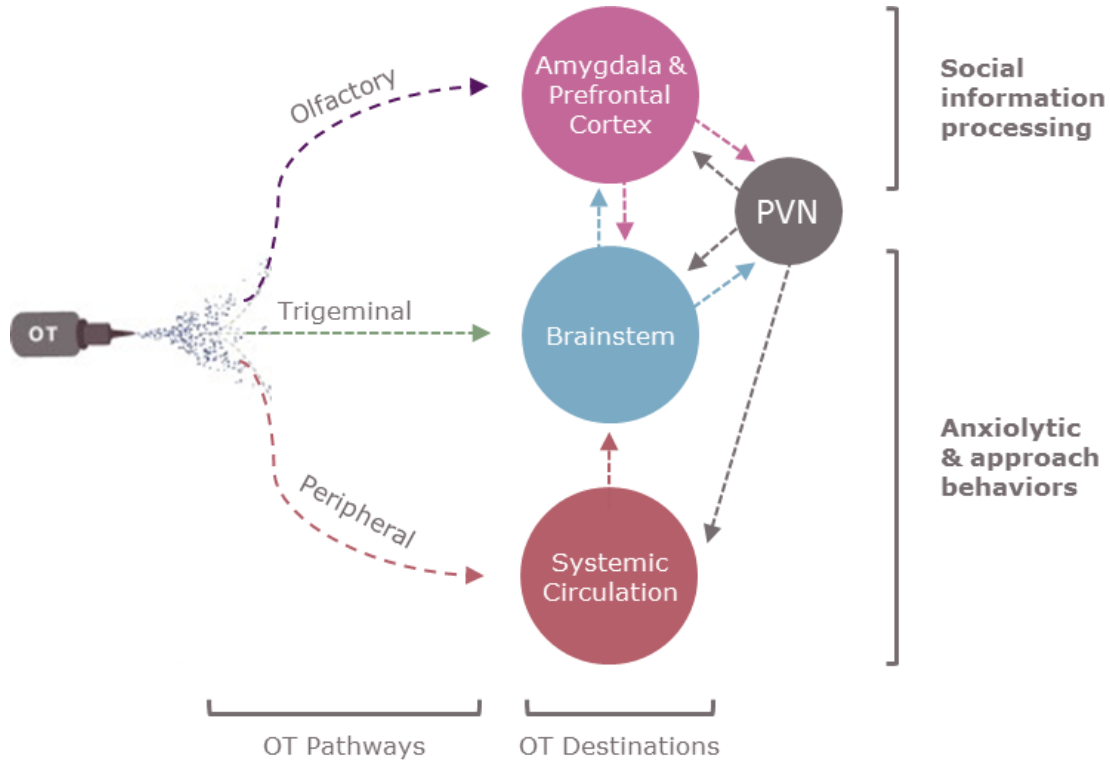 Olfactory
Amygdala &
Prefrontal
Cortex
Social
information
processing
PVN
OT
Trigeminal
Brainstem
Anxiolytic
& approach
behaviors
Peripheral
Systemic
Circulation
OT Pathways
OT Destinations